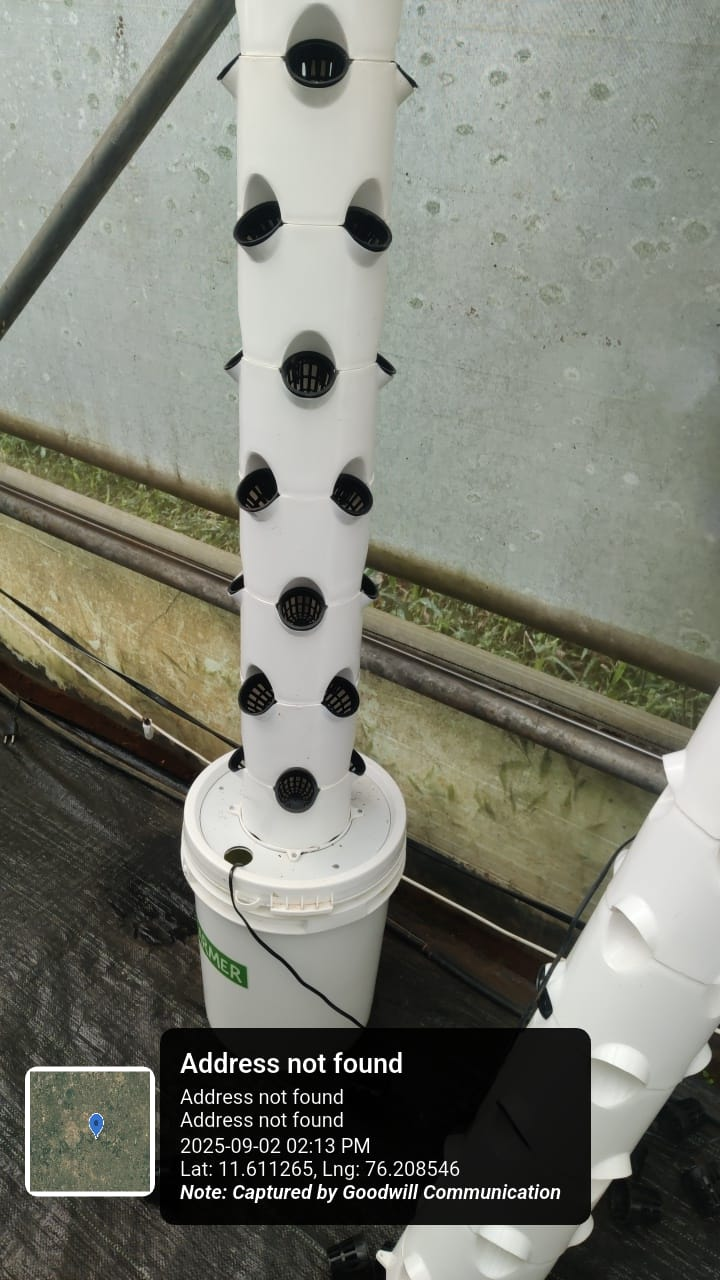 Address not found
Address not found
Address not found
2025-09-02 02:13 PM
Lat: 11.611265, Lng: 76.208546
Note: Captured by Goodwill Communication